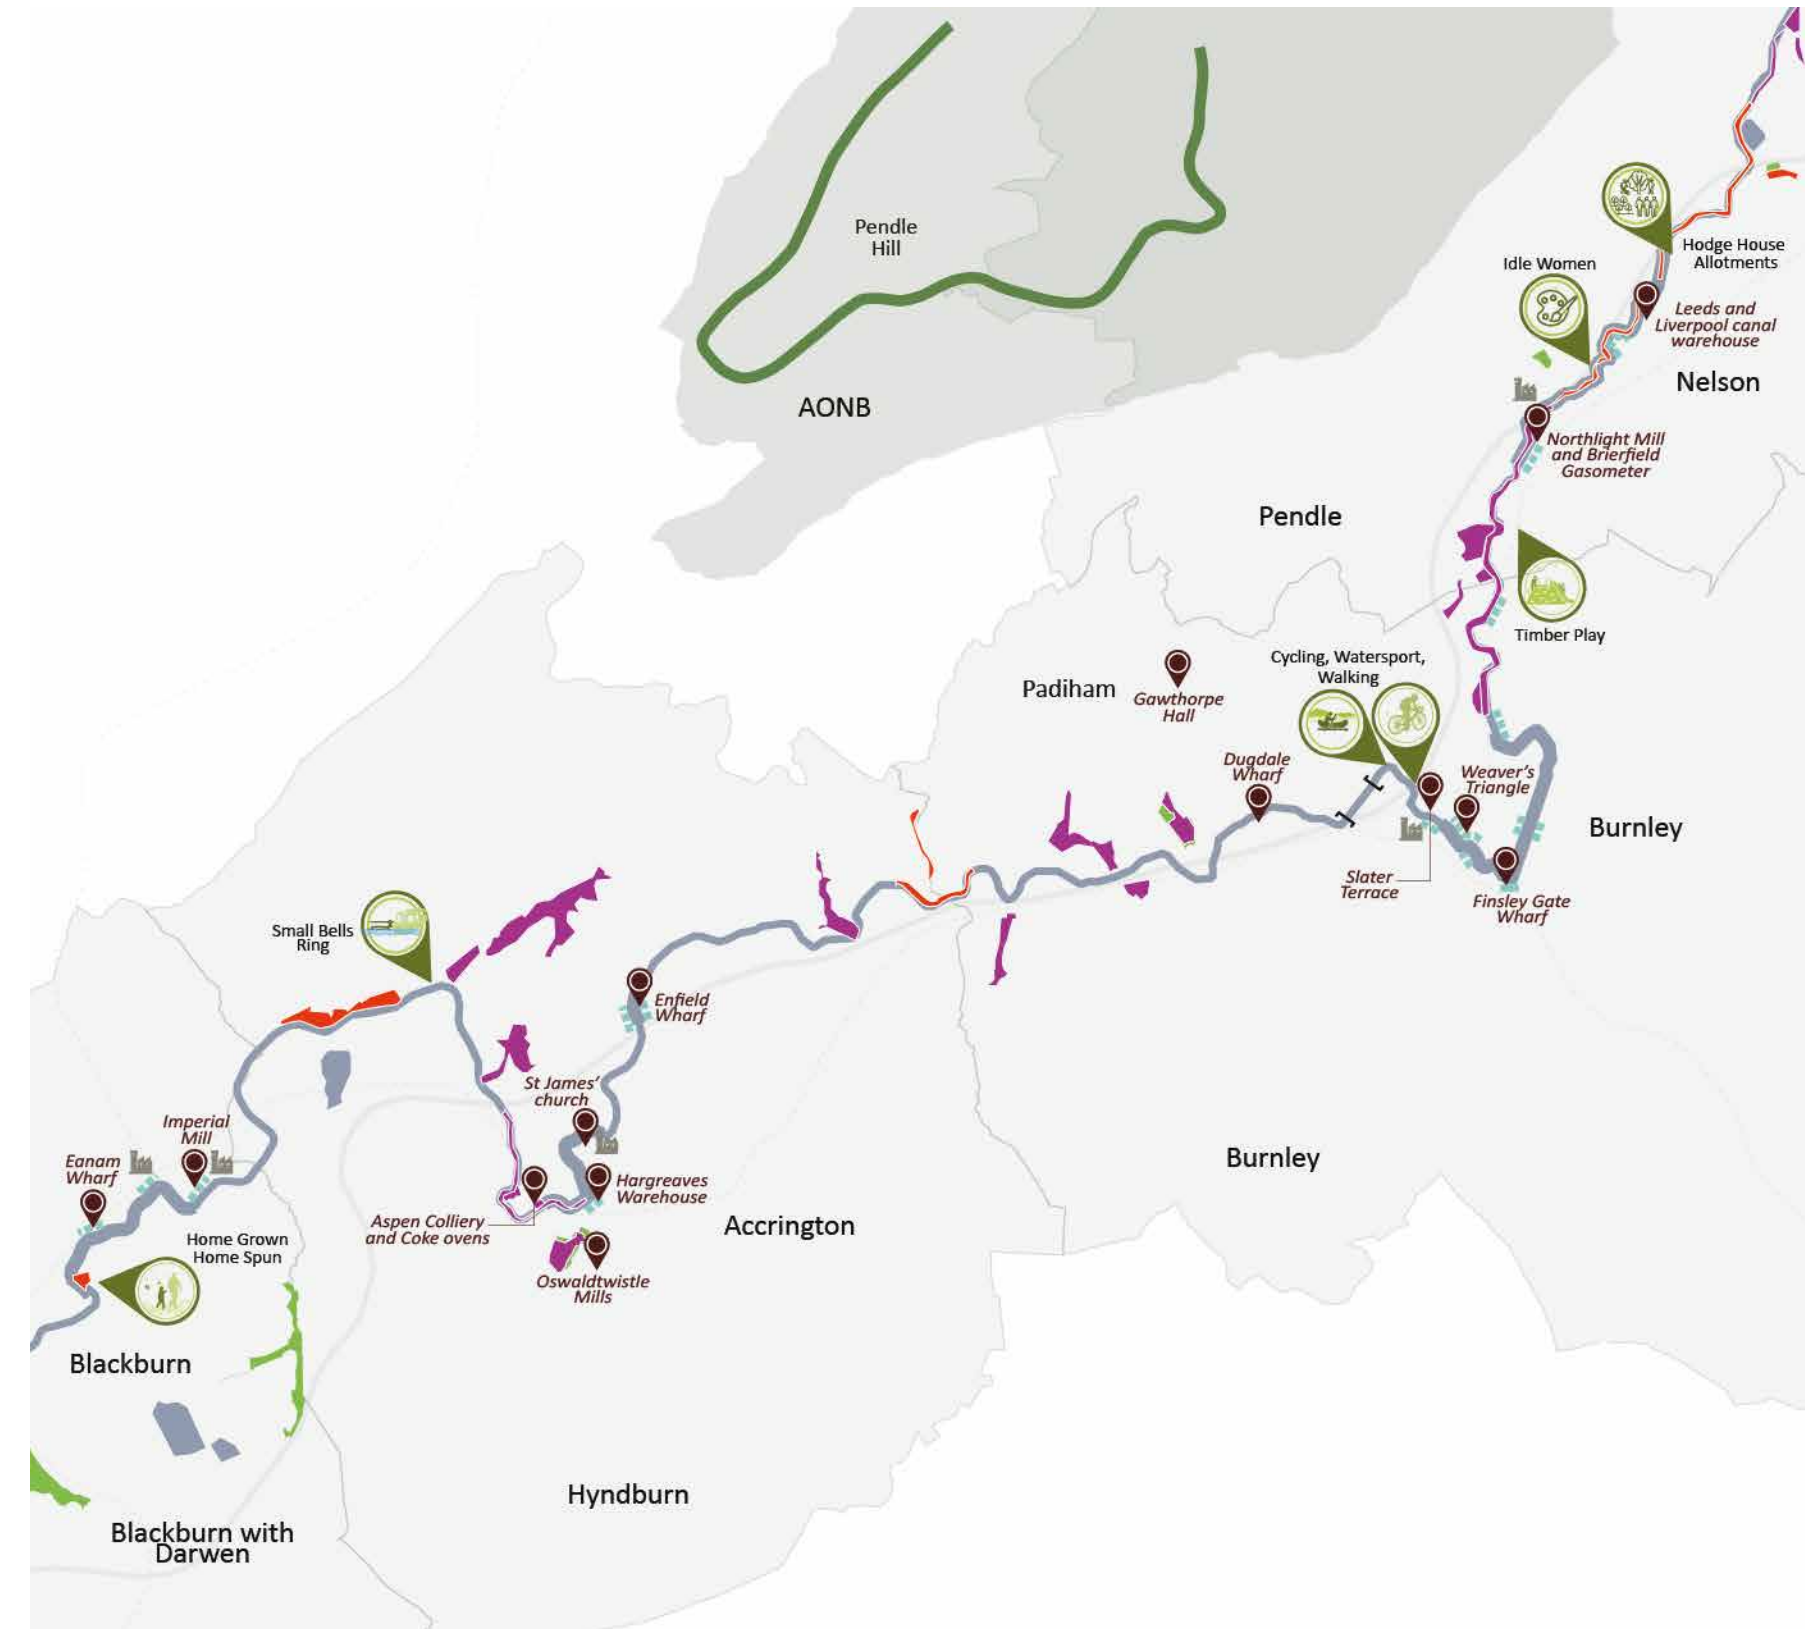 Pendle
Hill
AONB
Hodge House
Allotments
Idle Women
Leeds and
Liverpool canal
warehouse
Nelson
Northlight Mill
and Brierfield
Gasometer
Pendle
Timber Play
Cycling, Watersport,
Walking
Padiham
Gawthorpe
Hall
Dugdale
Wharf
Weaver's
Triangle
Burnley
Slater
Terrace
Finsley Gate
Wharf
Small Bells
Ring
Enfield
Wharf
St James'
church
Imperial
Mill
Eanam
Wharf
Hargreaves
Warehouse
Aspen Colliery
and Coke ovens
Accrington
Burnley
Home Grown
Home Spun
Oswaldtwistle
Mills
Blackburn
Hyndburn
Blackburn with
Darwen